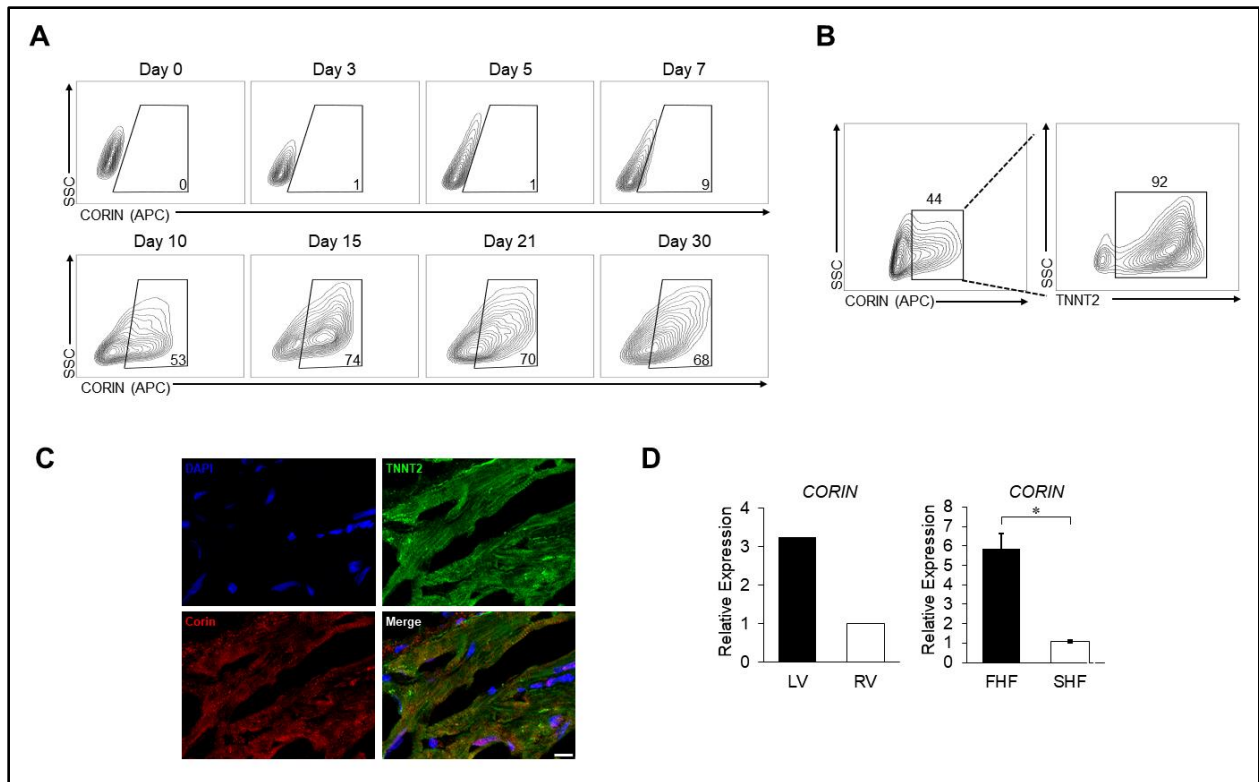 A
Day 0
Day 3
Day 5
Day 7
SSC
0
1
1
9
CORIN (APC)
Day 10
Day 15
Day 21
Day 30
SSC
53
74
70
68
CORIN (APC)
B
SSC
44
CORIN (APC)
SSC
92
TNNT2
C
DAPI
TNNT2
Corin
Merge
D
CORIN
Relative Expression
4
3
2
1
0
LV
RV
CORIN
Relative Expression
8
7
6
5
4
3
2
1
0
*
FHF
SHF